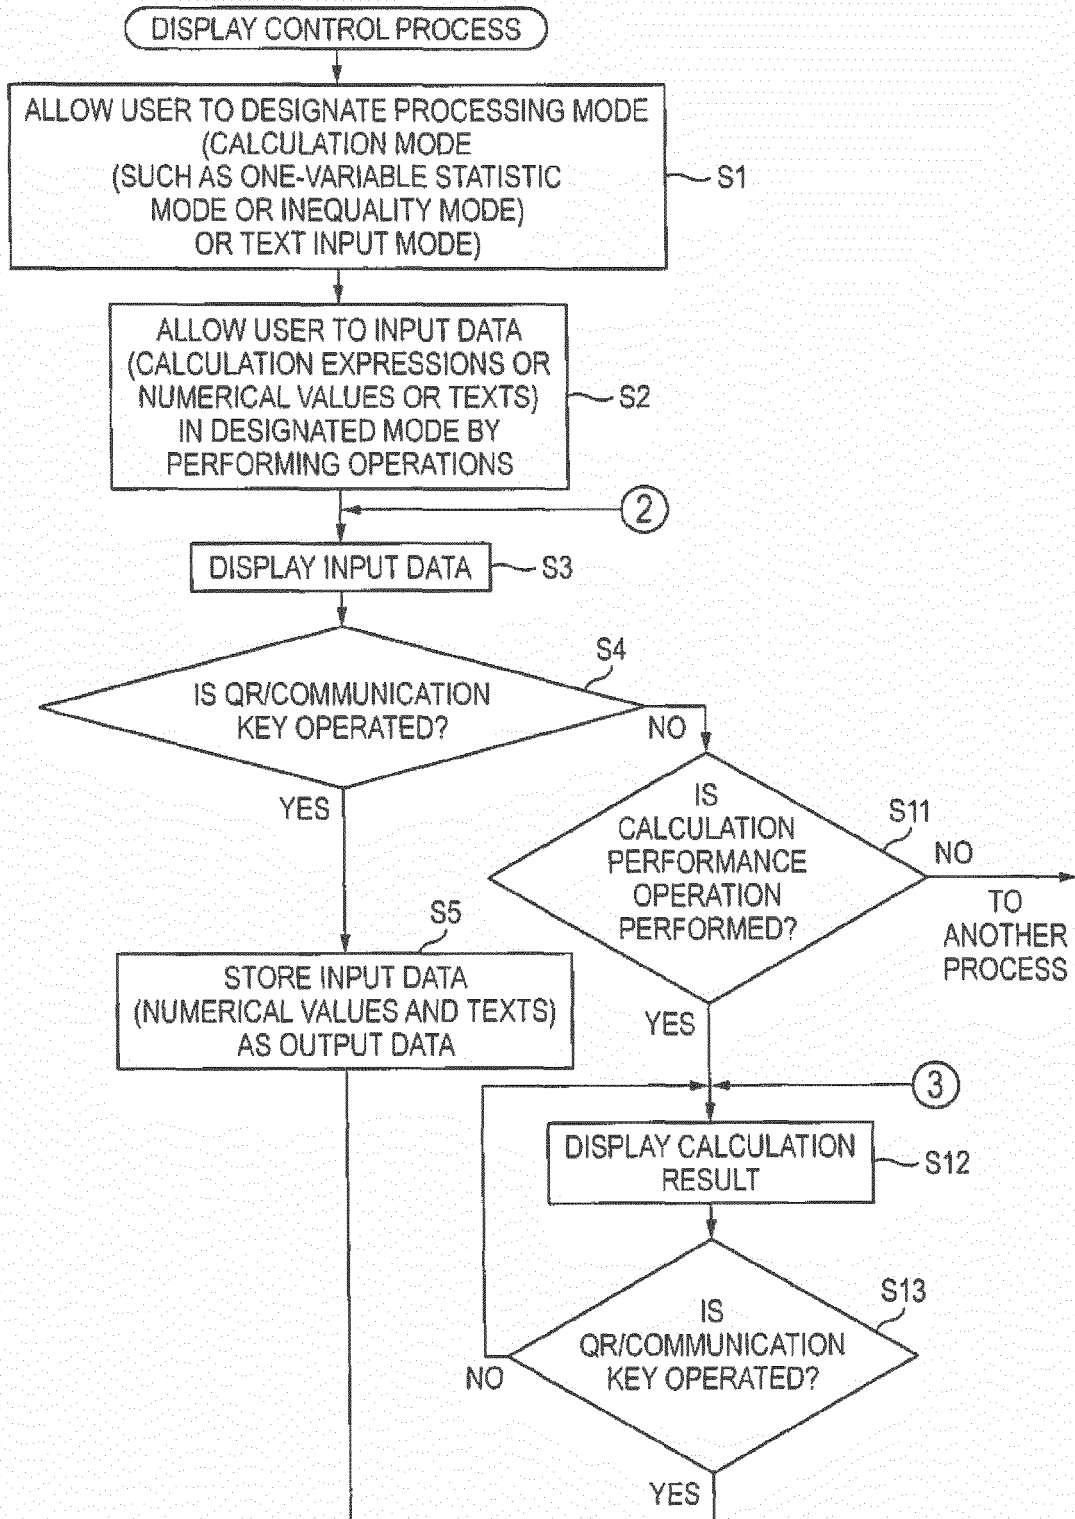 DISPLAY CONTROL PROCESS
ALLOW USER TO DESIGNATE PROCESSING MODE
(CALCULATION MODE
(SUCH AS ONE-VARIABLE STATISTIC
MODE OR INEQUALITY MODE)
OR TEXT INPUT MODE)
S1
ALLOW USER TO INPUT DATA
(CALCULATION EXPRESSIONS OR
NUMERICAL VALUES OR TEXTS)
IN DESIGNATED MODE BY
PERFORMING OPERATIONS
S2
2
DISPLAY INPUT DATA
S3
S4
IS QR/COMMUNICATION
KEY OPERATED?
NO
YES
IS
CALCULATION
PERFORMANCE
OPERATION
PERFORMED?
S11
NO
TO
ANOTHER
PROCESS
S5
STORE INPUT DATA
(NUMERICAL VALUES AND TEXTS)
AS OUTPUT DATA
YES
3
DISPLAY CALCULATION
RESULT
S12
S13
IS
QR/COMMUNICATION
KEY OPERATED?
NO
YES